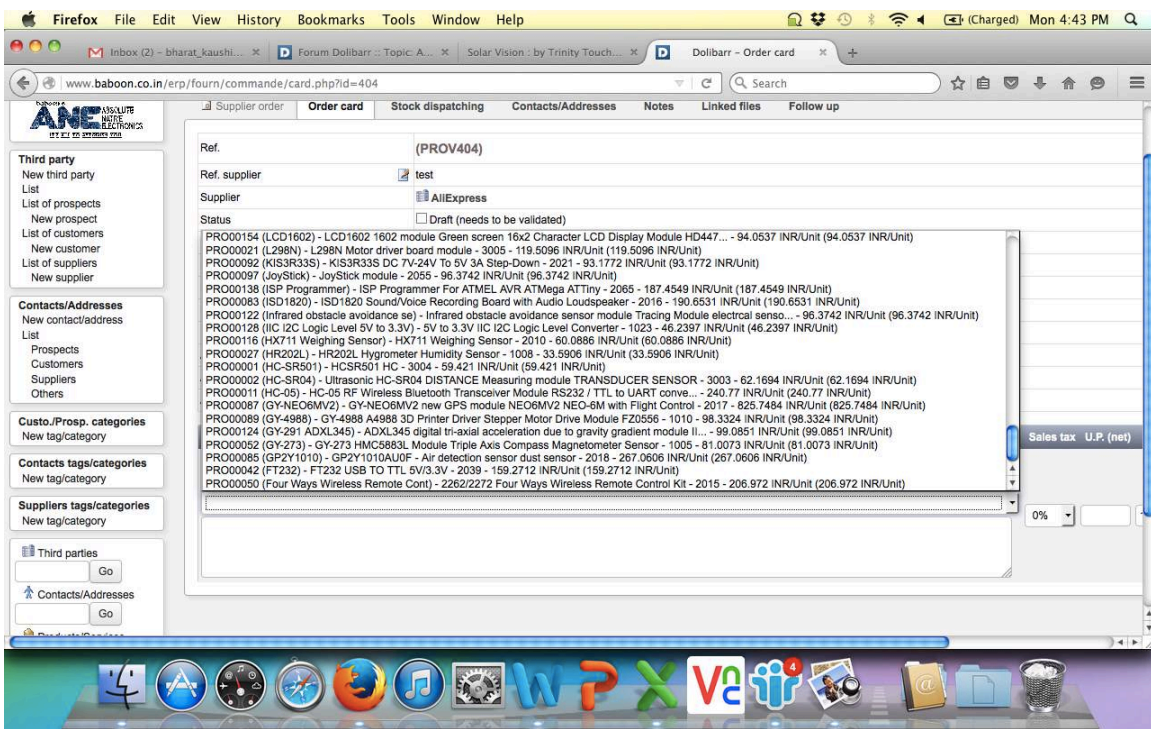 Firefox File Edit View History Bookmarks Tools Window Help (Charged) Mon 4:43 PM
Inbox (2) – bharat_kaushi.... × Forum Dolibarr :: Topic: A... × Solar Vision : by Trinity Touch.... × Dolibarr – Order card × +
www.baboon.co.in/erp/fourn/commande/card.php?id=404 Search
ANE ABSOLUTE
ELECTRONICS
Supplier order Order card Stock dispatching Contacts/Addresses Notes Linked files Follow up
Third party
New third party
List
List of prospects
New prospect
List of customers
New customer
List of suppliers
New supplier
Contacts/Addresses
New contact/address
List
Prospects
Customers
Suppliers
Others
Custo./Prosp. categories
New tag/category
Contacts tags/categories
New tag/category
Suppliers tags/categories
New tag/category
Third parties
Go
Contacts/Addresses
Go
Ref. (PROV404)
Ref. supplier test
Supplier AliExpress
Status Draft (needs to be validated)
PRO00154 (LCD1602) - LCD1602 1602 module Green screen 16x2 Character LCD Display Module HD447... - 94.0537 INR/Unit (94.0537 INR/Unit)
PRO00021 (L298N) - L298N Motor driver board module - 3005 - 119.5096 INR/Unit (119.5096 INR/Unit)
PRO00092 (KIS3R33S) - KIS3R33S DC 7V-24V To 5V 3A Step-Down - 2021 - 93.1772 INR/Unit (93.1772 INR/Unit)
PRO00097 (JoyStick) - JoyStick module - 2055 - 96.3742 INR/Unit (96.3742 INR/Unit)
PRO00138 (ISP Programmer) - ISP Programmer For ATMEL AVR ATMega ATTiny - 2065 - 187.4549 INR/Unit (187.4549 INR/Unit)
PRO00083 (ISD1820) - ISD1820 Sound/Voice Recording Board with Audio Loudspeaker - 2016 - 190.6531 INR/Unit (190.6531 INR/Unit)
PRO00122 (Infrared obstacle avoidance se) - Infrared obstacle avoidance sensor module Tracing Module electrcal senso... - 96.3742 INR/Unit (96.3742 INR/Unit)
PRO00128 (IIC I2C Logic Level 5V to 3.3V) - 5V to 3.3V IIC I2C Logic Level Converter - 1023 - 46.2397 INR/Unit (46.2397 INR/Unit)
PRO00116 (HX711 Weighing Sensor) - HX711 Weighing Sensor - 2010 - 60.0886 INR/Unit (60.0886 INR/Unit)
PRO00027 (HR202L) - HR202L Hygrometer Humidity Sensor - 1008 - 33.5906 INR/Unit (33.5906 INR/Unit)
PRO00001 (HC-SR501) - HCSR501 HC - 3004 - 59.421 INR/Unit (59.421 INR/Unit)
PRO00002 (HC-SR04) - Ultrasonic HC-SR04 DISTANCE Measuring module TRANSDUCER SENSOR - 3003 - 62.1694 INR/Unit (62.1694 INR/Unit)
PRO00011 (HC-05) - HC-05 RF Wireless Bluetooth Transceiver Module RS232 / TTL to UART conve... - 240.77 INR/Unit (240.77 INR/Unit)
PRO00087 (GY-NEO6MV2) - GY-NEO6MV2 new GPS module NEO6MV2 NEO-6M with Flight Control - 2017 - 825.7484 INR/Unit (825.7484 INR/Unit)
PRO00089 (GY-4988) - GY-4988 A4988 3D Printer Driver Stepper Motor Drive Module FZ0556 - 1010 - 98.3324 INR/Unit (98.3324 INR/Unit)
PRO00124 (GY-291 ADXL345) - ADXL345 digital tri-axial acceleration due to gravity gradient module II... - 99.0851 INR/Unit (99.0851 INR/Unit)
PRO00052 (GY-273) - GY-273 HMC5883L Module Triple Axis Compass Magnetometer Sensor - 1005 - 81.0073 INR/Unit (81.0073 INR/Unit)
PRO00085 (GP2Y1010) - GP2Y1010AU0F - Air detection sensor dust sensor - 2018 - 267.0606 INR/Unit (267.0606 INR/Unit)
PRO00042 (FT232) - FT232 USB TO TTL 5V/3.3V - 2039 - 159.2712 INR/Unit (159.2712 INR/Unit)
PRO00050 (Four Ways Wireless Remote Cont) - 2262/2272 Four Ways Wireless Remote Control Kit - 2015 - 206.972 INR/Unit (206.972 INR/Unit)
Sales tax U.P. (net)
0%
4